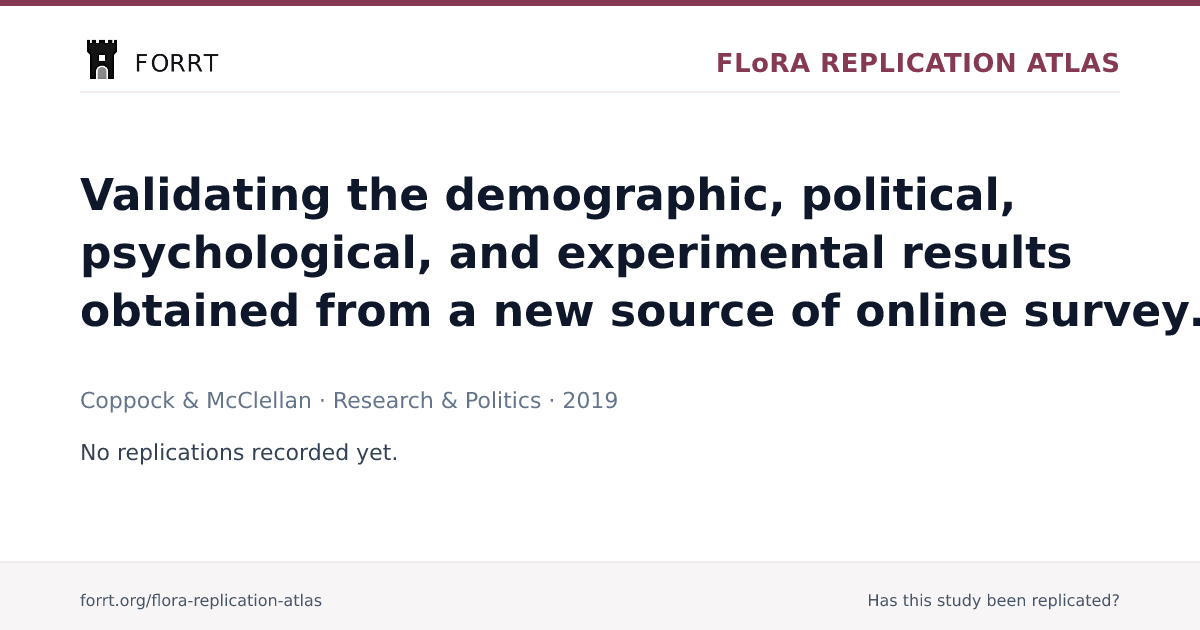 FORRT
FLoRA REPLICATION ATLAS
Validating the demographic, political,
psychological, and experimental results
obtained from a new source of online survey.
Coppock & McClellan · Research & Politics · 2019
No replications recorded yet.
forrt.org/flora-replication-atlas
Has this study been replicated?